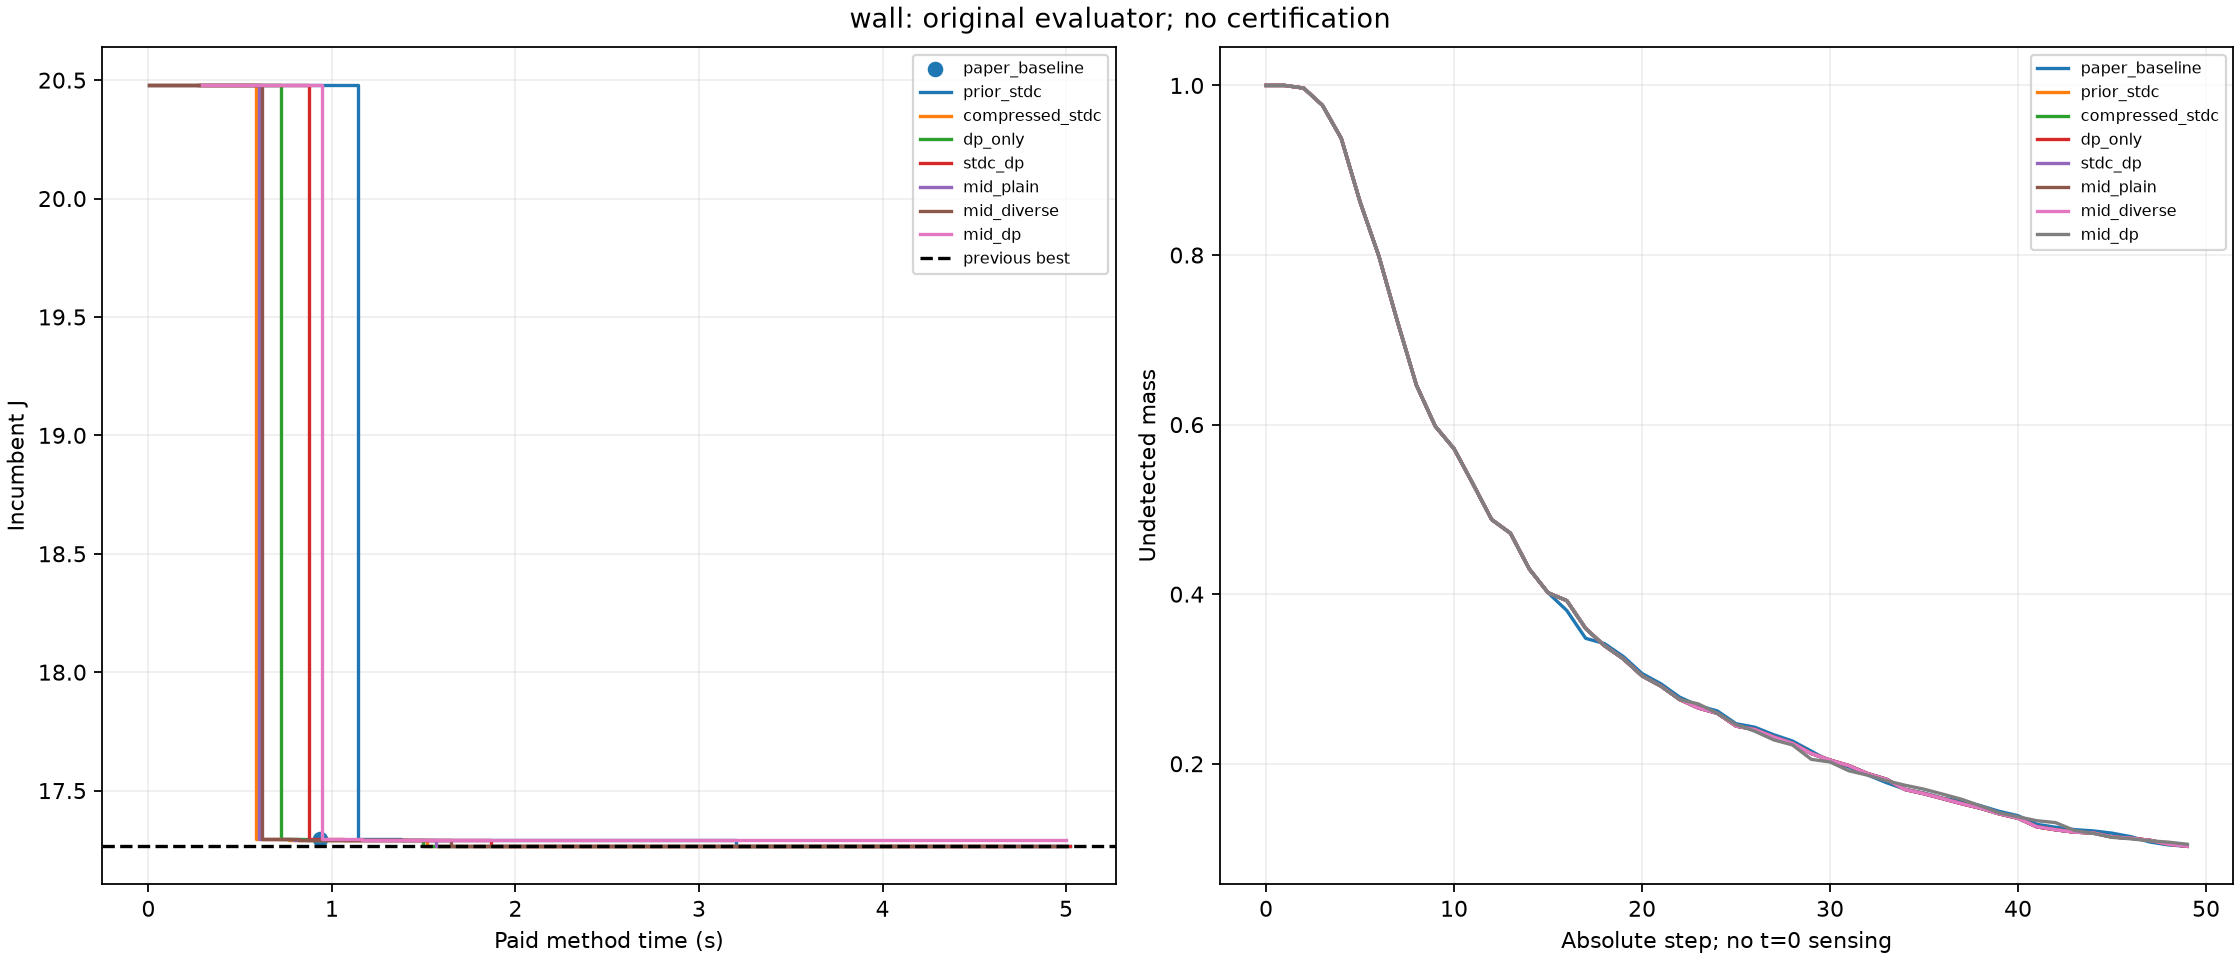 wall: original evaluator; no certification
Incumbent J
20.5
20.0
19.5
19.0
18.5
18.0
17.5
0
1
2
3
4
5
Paid method time (s)
paper_baseline
prior_stdc
compressed_stdc
dp_only
stdc_dp
mid_plain
mid_diverse
mid_dp
previous best
Undetected mass
1.0
0.8
0.6
0.4
0.2
0
10
20
30
40
50
Absolute step; no t=0 sensing
paper_baseline
prior_stdc
compressed_stdc
dp_only
stdc_dp
mid_plain
mid_diverse
mid_dp